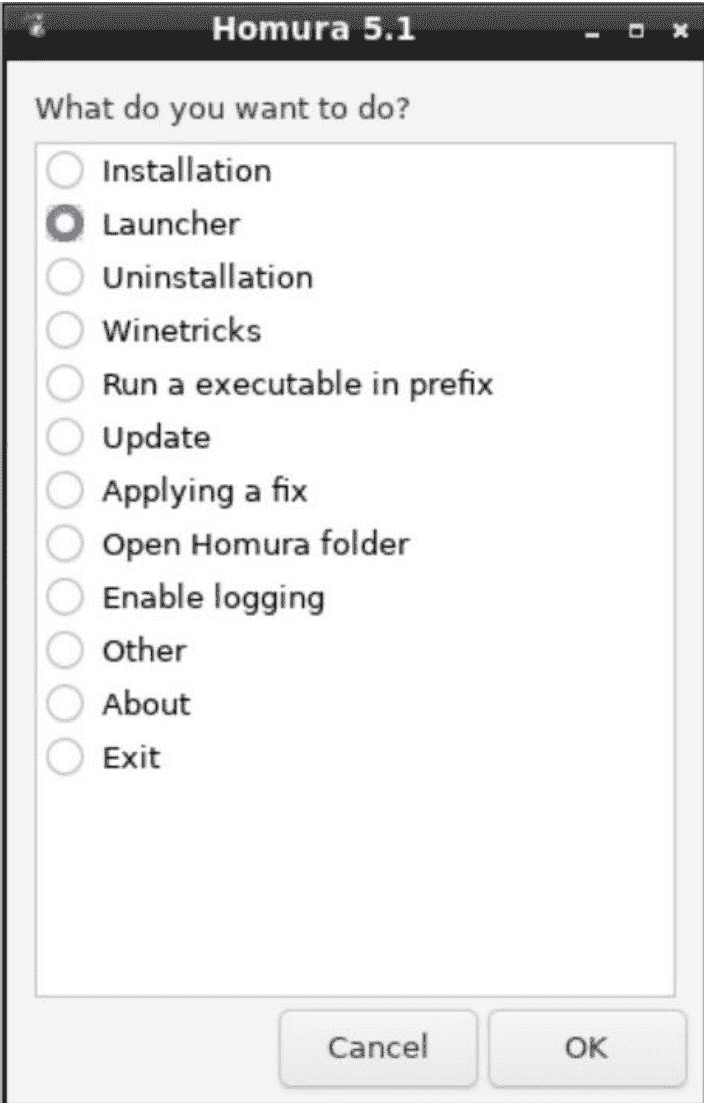 Homura 5.1
What do you want to do?
Installation
Launcher
Uninstallation
Winetricks
Run a executable in prefix
Update
Applying a fix
Open Homura folder
Enable logging
Other
About
Exit
Cancel OK